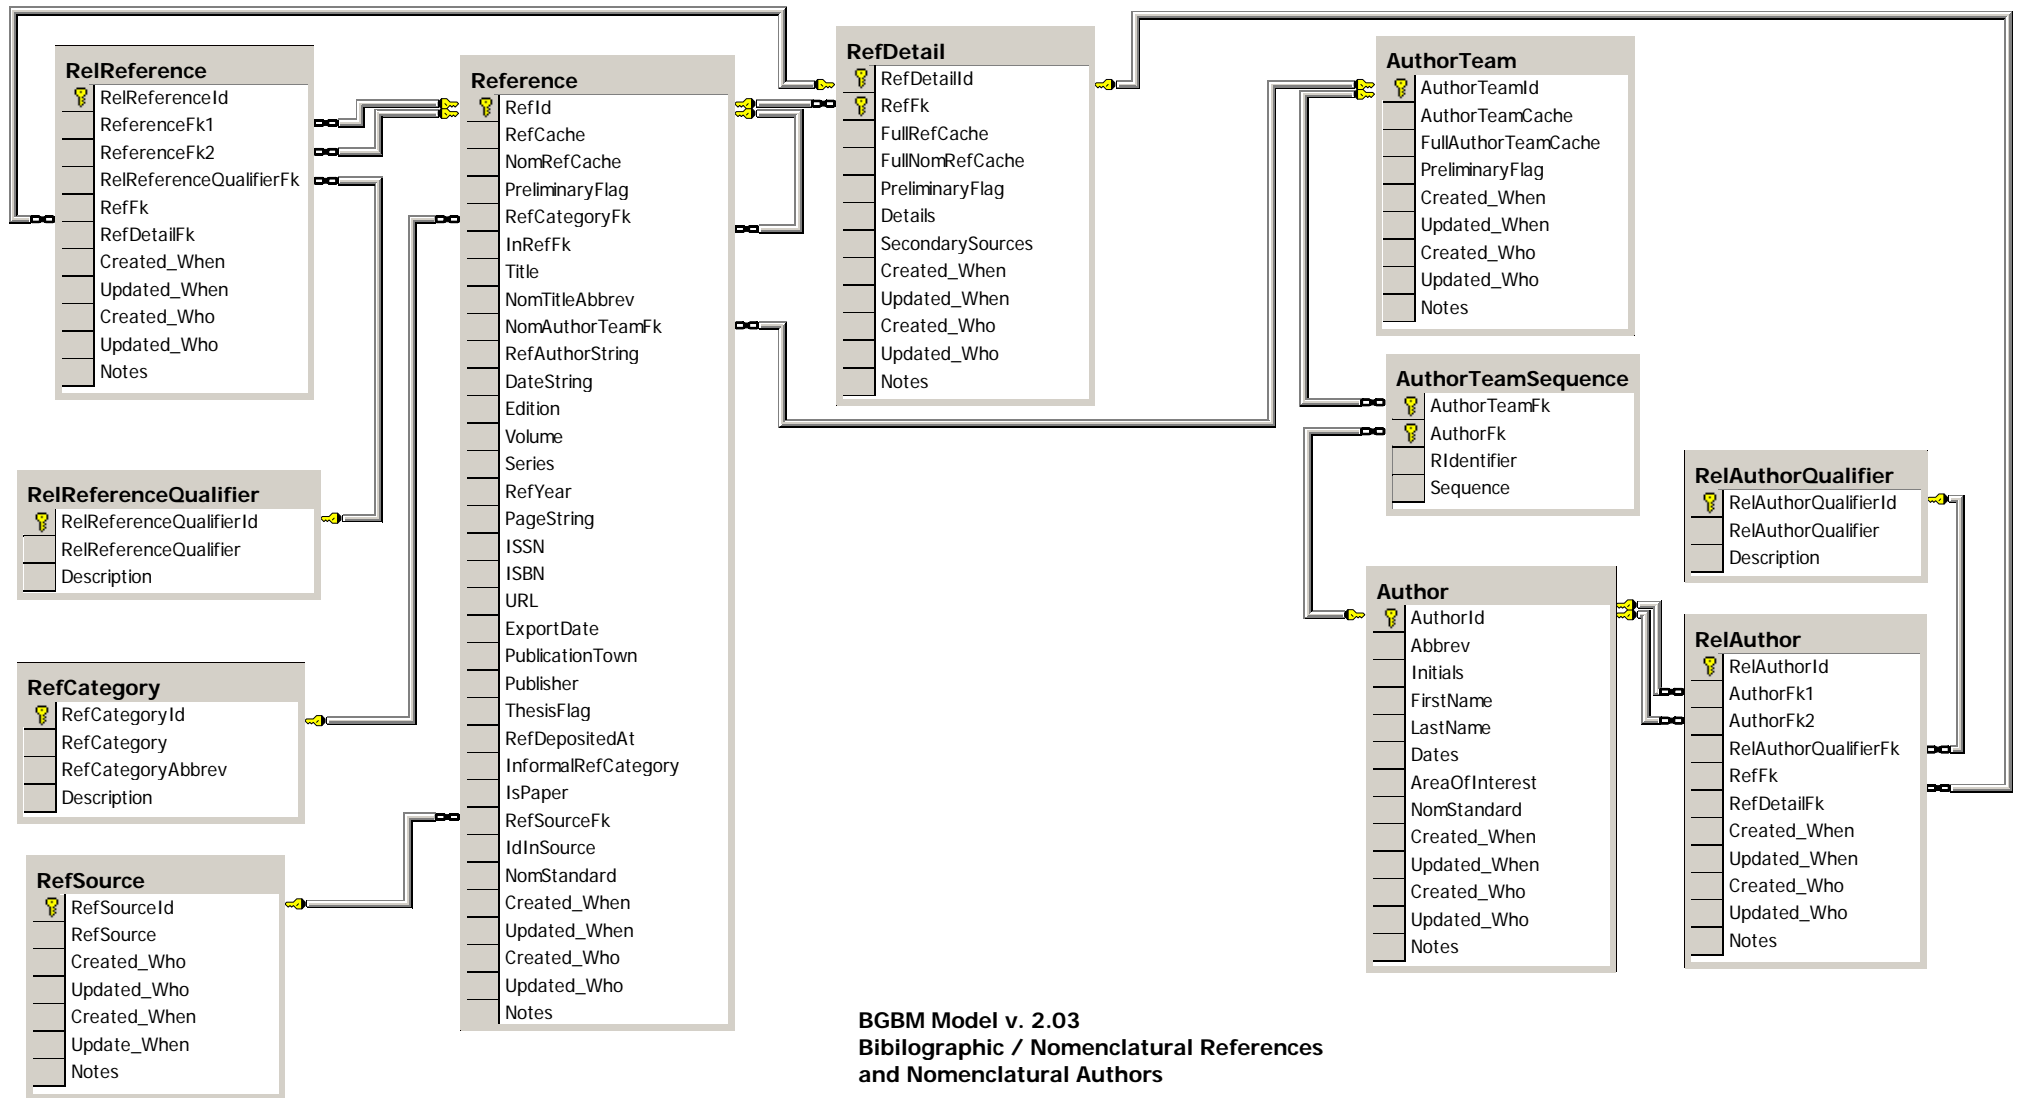 RelReference
RelReferenceId
ReferenceFk1
ReferenceFk2
RelReferenceQualifierFk
RefFk
RefDetailFk
Created_When
Updated_When
Created_Who
Updated_Who
Notes
Reference
RefId
RefCache
NomRefCache
PreliminaryFlag
RefCategoryFk
InRefFk
Title
NomTitleAbbrev
NomAuthorTeamFk
RefAuthorString
DateString
Edition
Volume
Series
RefYear
PageString
ISSN
ISBN
URL
ExportDate
PublicationTown
Publisher
ThesisFlag
RefDepositedAt
InformalRefCategory
IsPaper
RefSourceFk
IdInSource
NomStandard
Created_When
Updated_When
Created_Who
Updated_Who
Notes
RefDetail
RefDetailId
RefFk
FullRefCache
FullNomRefCache
PreliminaryFlag
Details
SecondarySources
Created_When
Updated_When
Created_Who
Updated_Who
Notes
AuthorTeam
AuthorTeamId
AuthorTeamCache
FullAuthorTeamCache
PreliminaryFlag
Created_When
Updated_When
Created_Who
Updated_Who
Notes
AuthorTeamSequence
AuthorTeamFk
AuthorFk
RIdentifier
Sequence
RelReferenceQualifier
RelReferenceQualifierId
RelReferenceQualifier
Description
RelAuthorQualifier
RelAuthorQualifierId
RelAuthorQualifier
Description
Author
AuthorId
Abbrev
Initials
FirstName
LastName
Dates
AreaOfInterest
NomStandard
Created_When
Updated_When
Created_Who
Updated_Who
Notes
RelAuthor
RelAuthorId
AuthorFk1
AuthorFk2
RelAuthorQualifierFk
RefFk
RefDetailFk
Created_When
Updated_When
Created_Who
Updated_Who
Notes
RefCategory
RefCategoryId
RefCategory
RefCategoryAbbrev
Description
RefSource
RefSourceId
RefSource
Created_Who
Updated_Who
Created_When
Update_When
Notes
BGBM Model v. 2.03
Bibilographic / Nomenclatural References
and Nomenclatural Authors